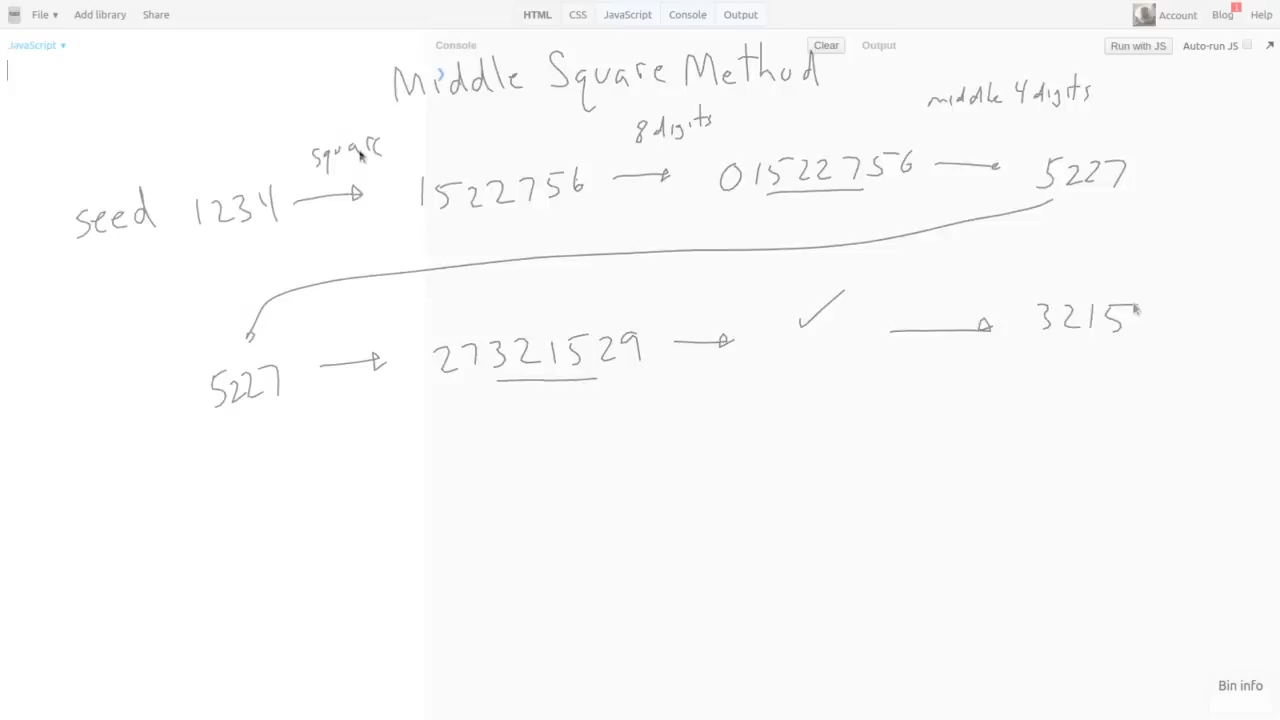 File ▾ Add library Share HTML CSS JavaScript Console Output Account Blog 1 Help
JavaScript ▾ Console Clear Output Run with JS Auto-run JS
Middle Square Method
square 8 digits middle 4 digits
seed 1234 → 1522756 → 01522756 → 5227
5227 → 27321529 → ✓ → 3215
Bin info